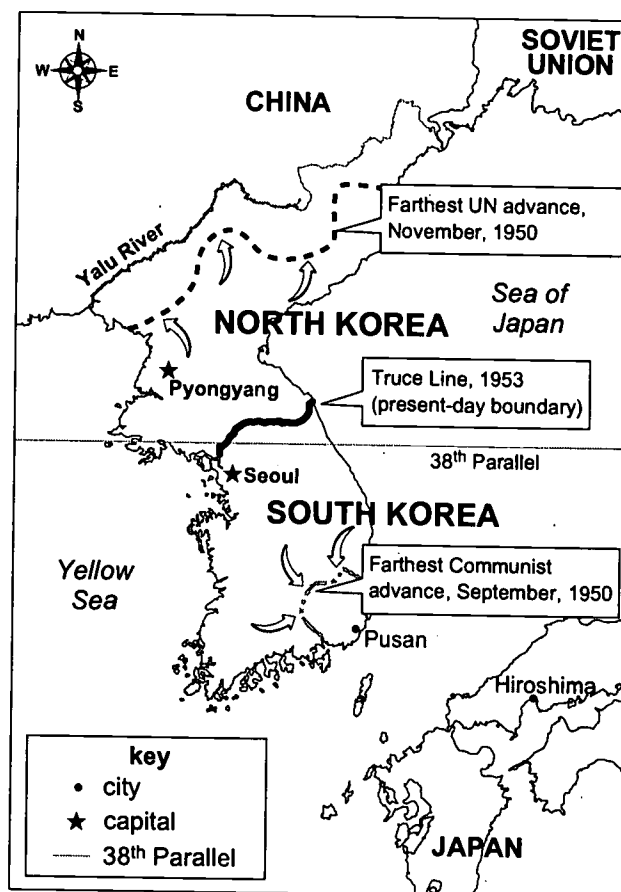 N
W E
S
SOVIET
UNION
CHINA
Farthest UN advance,
November, 1950
Yalu River
Sea of
Japan
NORTH KOREA
Pyongyang
Truce Line, 1953
(present-day boundary)
38th Parallel
Seoul
SOUTH KOREA
Yellow
Sea
Farthest Communist
advance, September, 1950
Pusan
Hiroshima
key
city
capital
38th Parallel
JAPAN